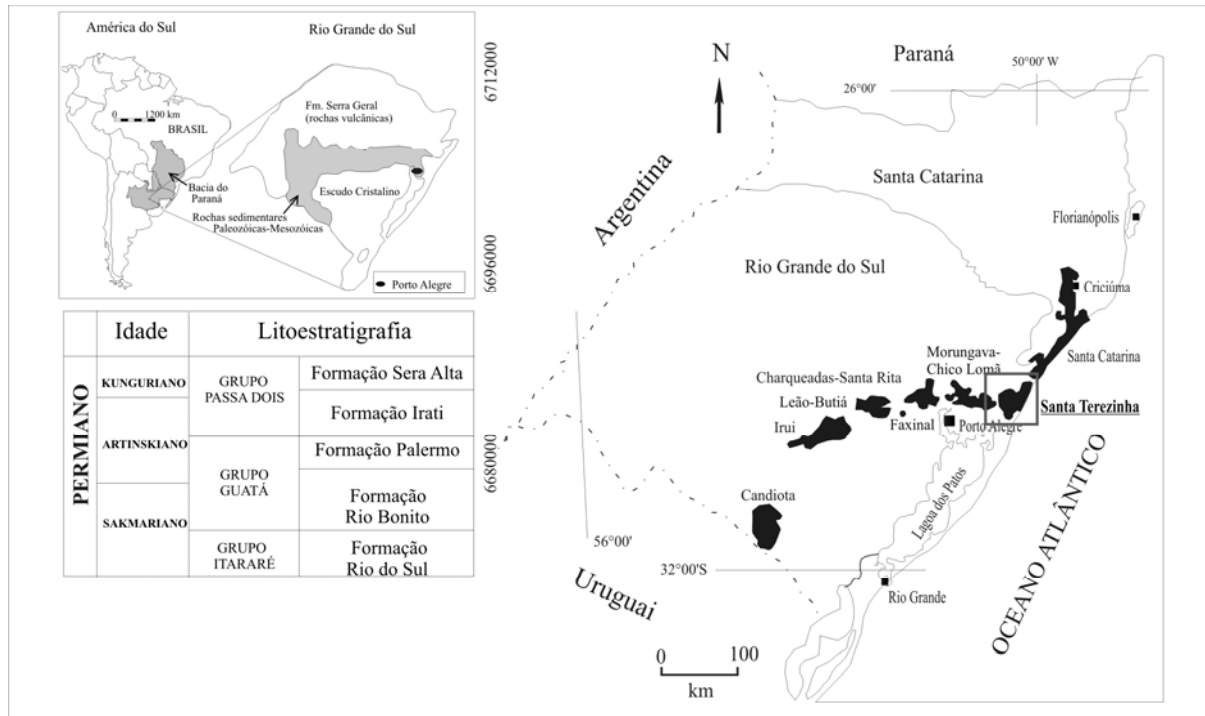 América do Sul
Rio Grande do Sul
0 1200 km
BRASIL
Bacia do
Paraná
Fm. Serra Geral
(rochas vulcânicas)
Escudo Cristalino
Rochas sedimentares
Paleozóicas-Mesozóicas
Porto Alegre
6712000
6696000
6680000
Idade
Litoestratigrafia
PERMIANO
KUNGURIANO
ARTINSKIANO
SAKMARIANO
GRUPO
PASSA DOIS
GRUPO
GUATÁ
GRUPO
ITARARÉ
Formação Sera Alta
Formação Irati
Formação Palermo
Formação
Rio Bonito
Formação
Rio do Sul
N
Paraná
50°00' W
26°00'
Argentina
Santa Catarina
Florianópolis
Rio Grande do Sul
Criciúma
Santa Catarina
Morungava-
Chico Lomã
Charqueadas-Santa Rita
Leão-Butiá
Santa Terezinha
Irui
Faxinal
Porto Alegre
Candiota
Lagoa dos Patos
OCEANO ATLÂNTICO
56°00'
32°00'S
Uruguai
Rio Grande
0 100
km